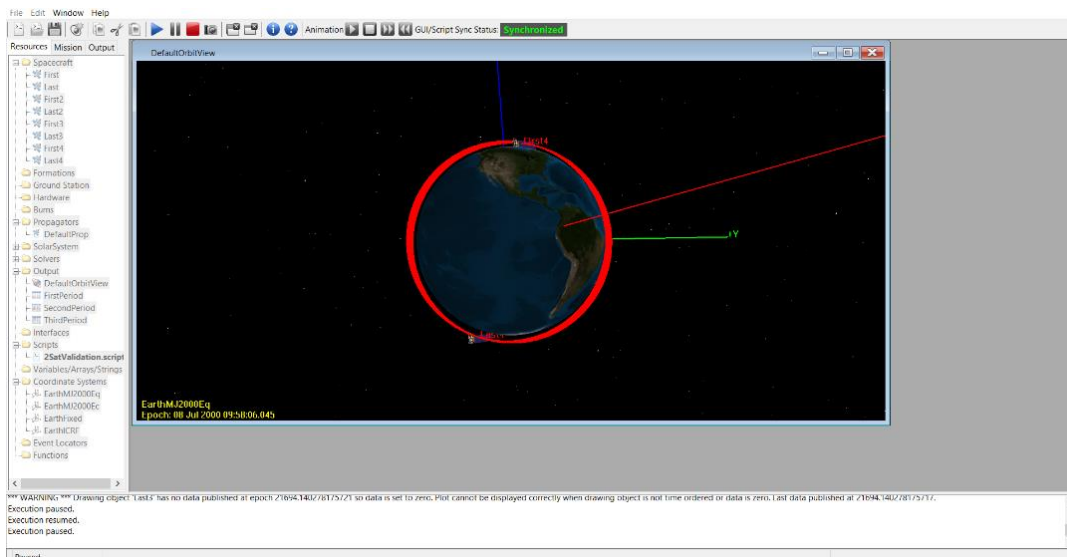 File Edit Window Help
Animation GUI/Script Sync Status: Synchronized
Resources Mission Output
Spacecraft
First
Last
First2
Last2
First3
Last3
First4
Last4
Formations
Ground Station
Hardware
Burns
Propagators
DefaultProp
SolarSystem
Solvers
Output
DefaultOrbitView
FirstPeriod
SecondPeriod
ThirdPeriod
Interfaces
Scripts
2SatValidation.script
Variables/Arrays/Strings
Coordinate Systems
EarthMJ2000Eq
EarthMJ2000Ec
EarthFixed
EarthICRF
Event Locators
Functions
DefaultOrbitView
First4
+Y
EarthMJ2000Eq
Epoch: 08 Jul 2000 09:58:06.045
*** WARNING *** Drawing object 'Last3' has no data published at epoch 21694.140278175721 so data is set to zero. Plot cannot be displayed correctly when drawing object is not time ordered or data is zero. Last data published at 21694.140278175717.
Execution paused.
Execution resumed.
Execution paused.
Paused